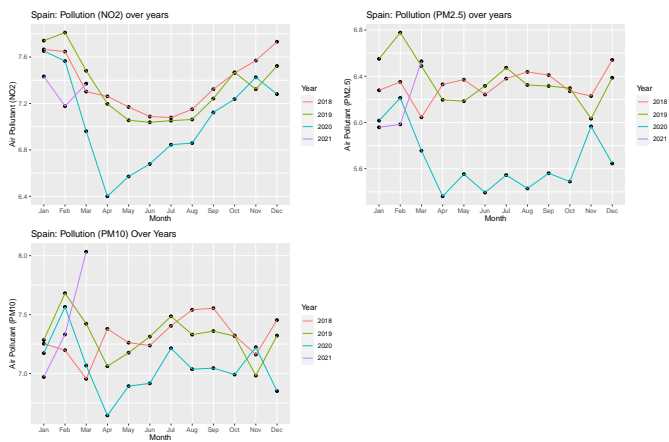 Spain: Pollution (NO2) over years
Air Pollutant (NO2)
7.6
7.2
6.8
6.4
Jan Feb Mar Apr May Jun Jul Aug Sep Oct Nov Dec
Month
Year
2018
2019
2020
2021
Spain: Pollution (PM2.5) over years
Air Pollutant (PM2.5)
6.8
6.4
6.0
5.6
Jan Feb Mar Apr May Jun Jul Aug Sep Oct Nov Dec
Month
Year
2018
2019
2020
2021
Spain: Pollution (PM10) Over Years
Air Pollutant (PM10)
8.0
7.5
7.0
Jan Feb Mar Apr May Jun Jul Aug Sep Oct Nov Dec
Month
Year
2018
2019
2020
2021